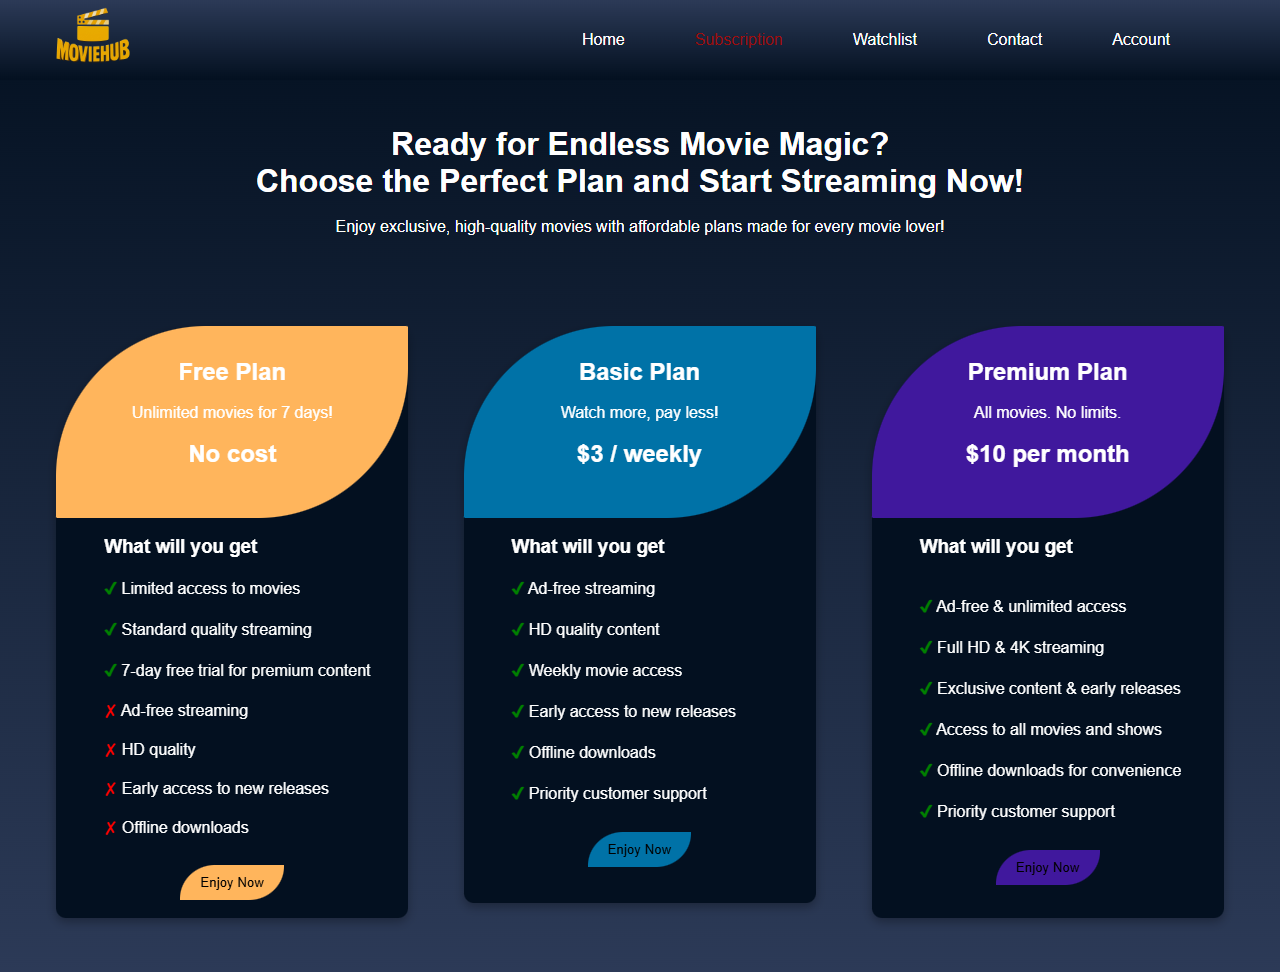 MOVIEHUB
Home Subscription Watchlist Contact Account
Ready for Endless Movie Magic?
Choose the Perfect Plan and Start Streaming Now!
Enjoy exclusive, high-quality movies with affordable plans made for every movie lover!
Free Plan
Unlimited movies for 7 days!
No cost
What will you get
✓ Limited access to movies
✓ Standard quality streaming
✓ 7-day free trial for premium content
✗ Ad-free streaming
✗ HD quality
✗ Early access to new releases
✗ Offline downloads
Enjoy Now
Basic Plan
Watch more, pay less!
$3 / weekly
What will you get
✓ Ad-free streaming
✓ HD quality content
✓ Weekly movie access
✓ Early access to new releases
✓ Offline downloads
✓ Priority customer support
Enjoy Now
Premium Plan
All movies. No limits.
$10 per month
What will you get
✓ Ad-free & unlimited access
✓ Full HD & 4K streaming
✓ Exclusive content & early releases
✓ Access to all movies and shows
✓ Offline downloads for convenience
✓ Priority customer support
Enjoy Now